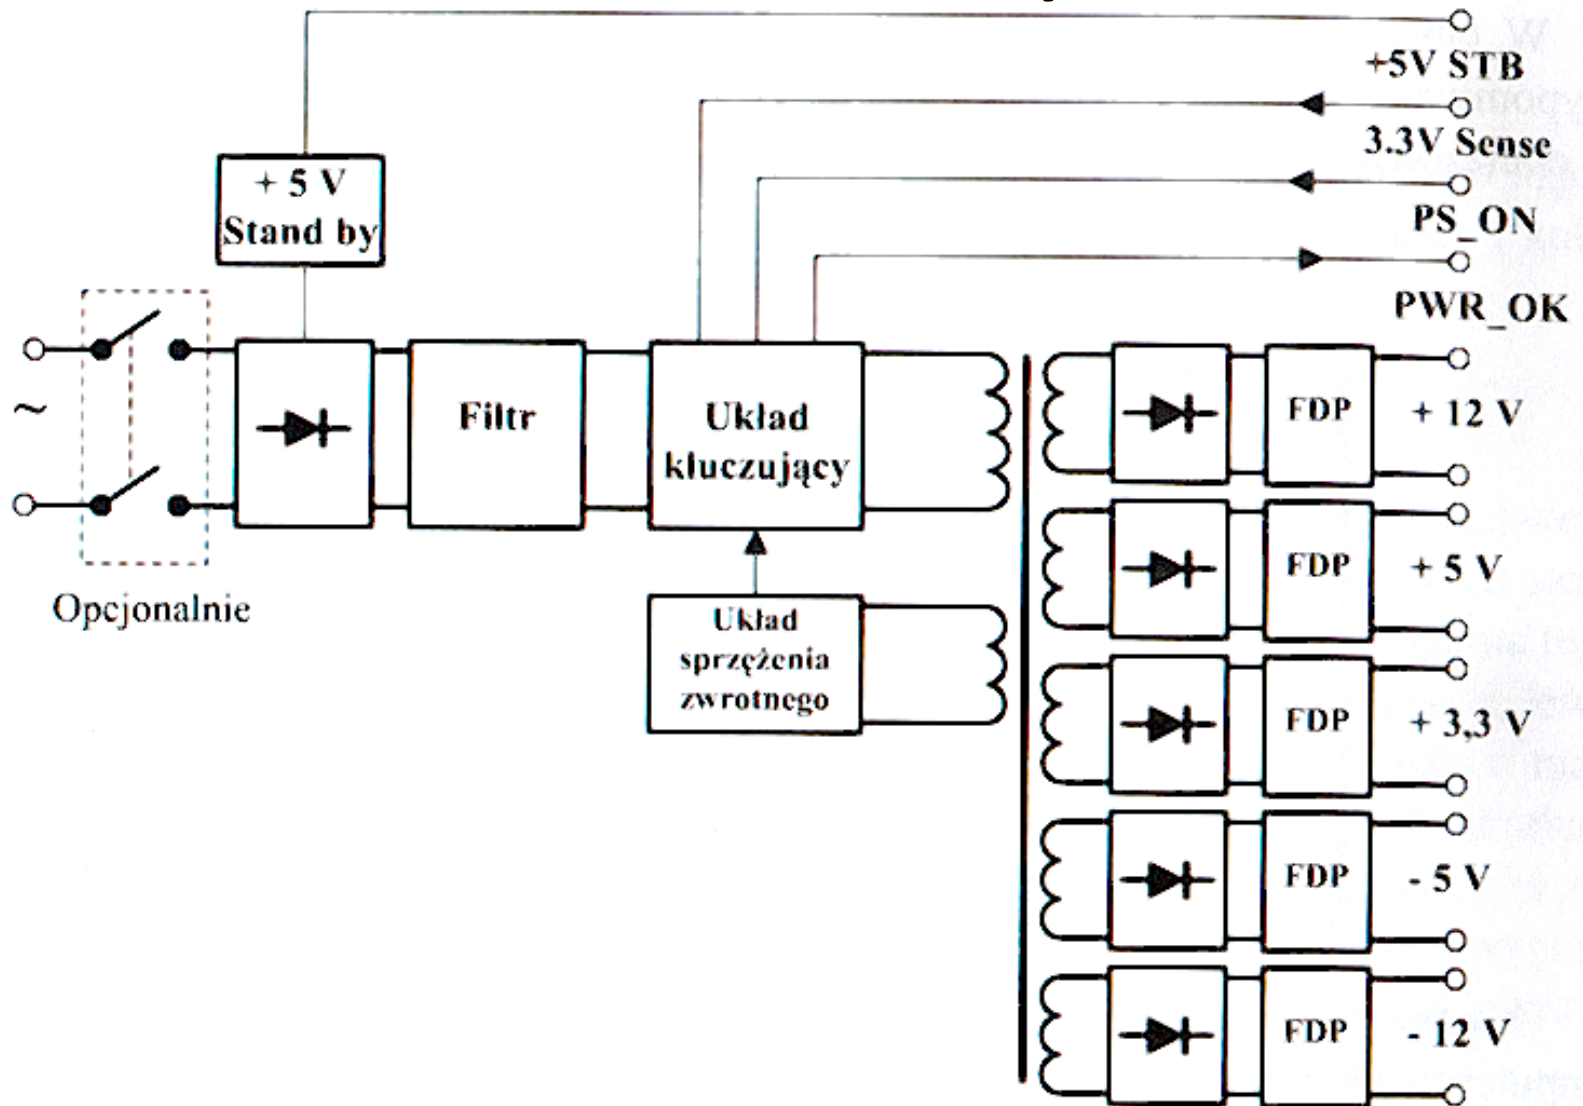 +5V STB
3.3V Sense
PS_ON
PWR_OK
+ 5 V
Stand by
~
Opcjonalnie
Filtr
Układ
kluczujący
Układ
sprzężenia
zwrotnego
FDP
+ 12 V
FDP
+ 5 V
FDP
+ 3,3 V
FDP
- 5 V
FDP
- 12 V